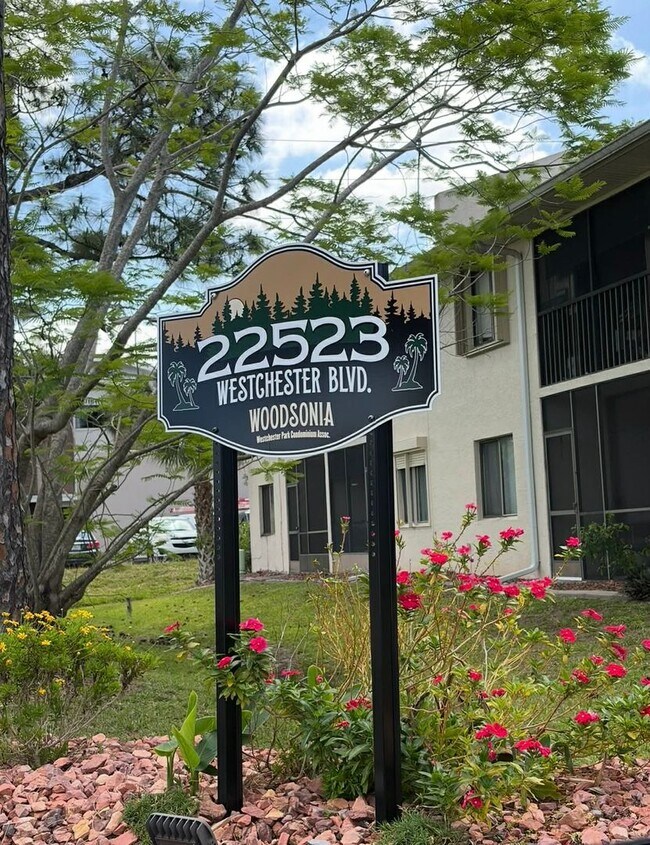 22523
WESTCHESTER BLVD.
WOODSONIA
Westchester Park Condominium Assoc.